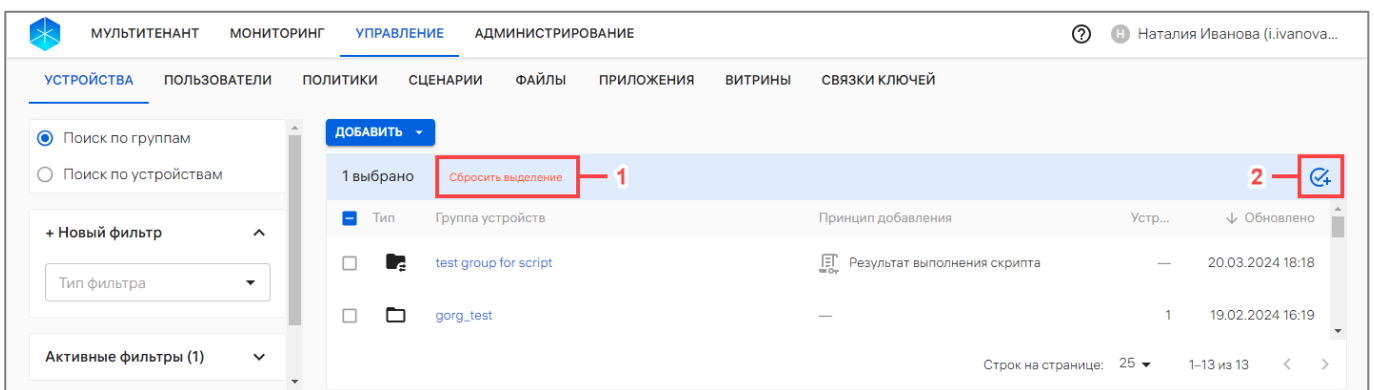 МУЛЬТИТЕНАНТ МОНИТОРИНГ УПРАВЛЕНИЕ АДМИНИСТРИРОВАНИЕ ? Н Наталия Иванова (i.ivanova...
УСТРОЙСТВА ПОЛЬЗОВАТЕЛИ ПОЛИТИКИ СЦЕНАРИИ ФАЙЛЫ ПРИЛОЖЕНИЯ ВИТРИНЫ СВЯЗКИ КЛЮЧЕЙ
Поиск по группам
Поиск по устройствам
+ Новый фильтр
Тип фильтра
Активные фильтры (1)
ДОБАВИТЬ
1 выбрано Сбросить выделение 1 2
Тип Группа устройств Принцип добавления Устр... Обновлено
test group for script Результат выполнения скрипта — 20.03.2024 18:18
gorg_test — 1 19.02.2024 16:19
Строк на странице: 25 1–13 из 13